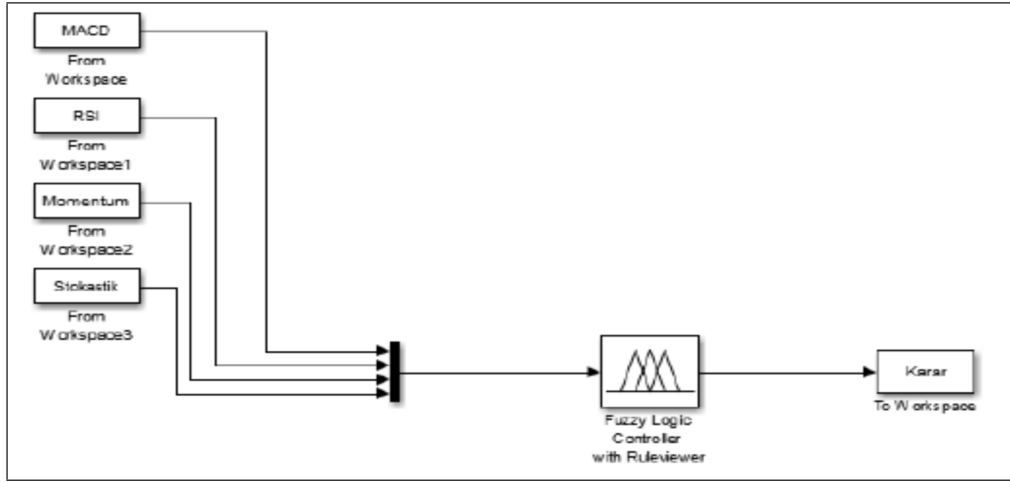 MACD
From
Workspace
RSI
From
Workspace1
Momentum
From
Workspace2
Stokastik
From
Workspace3
Fuzzy Logic
Controller
with Ruleviewer
Karar
To Workspace